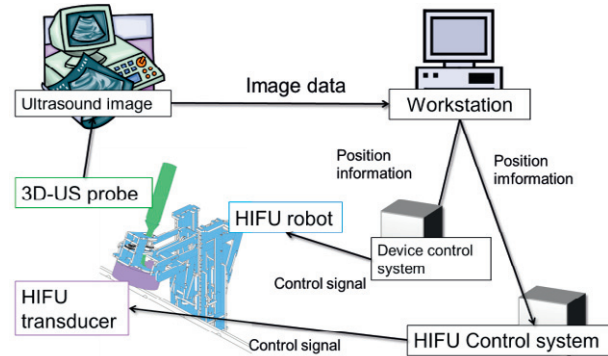 Image data
Ultrasound image
Workstation
Position
information
Position
imformation
3D-US probe
HIFU robot
Device control
system
Control signal
HIFU
transducer
Control signal
HIFU Control system